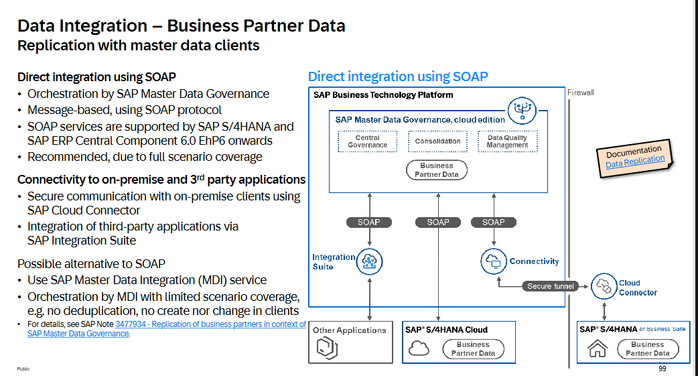 Data Integration – Business Partner Data
Replication with master data clients
Direct integration using SOAP
• Orchestration by SAP Master Data Governance
• Message-based, using SOAP protocol
• SOAP services are supported by SAP S/4HANA and
SAP ERP Central Component 6.0 EhP6 onwards
• Recommended, due to full scenario coverage
Connectivity to on-premise and 3rd party applications
• Secure communication with on-premise clients using
SAP Cloud Connector
• Integration of third-party applications via
SAP Integration Suite
Possible alternative to SOAP
• Use SAP Master Data Integration (MDI) service
• Orchestration by MDI with limited scenario coverage,
e.g. no deduplication, no create nor change in clients
• For details, see SAP Note 3477934 - Replication of business partners in context of
SAP Master Data Governance.
Direct integration using SOAP
SAP Business Technology Platform
Firewall
SAP Master Data Governance, cloud edition
Central
Governance
Consolidation
Data Quality
Management
Business
Partner Data
Documentation
Data Replication
SOAP
SOAP
SOAP
Integration
Suite
Connectivity
Secure tunnel
Cloud
Connector
Other Applications
SAP® S/4HANA Cloud
Business
Partner Data
SAP® S/4HANA or Business Suite
Business
Partner Data
Public
99